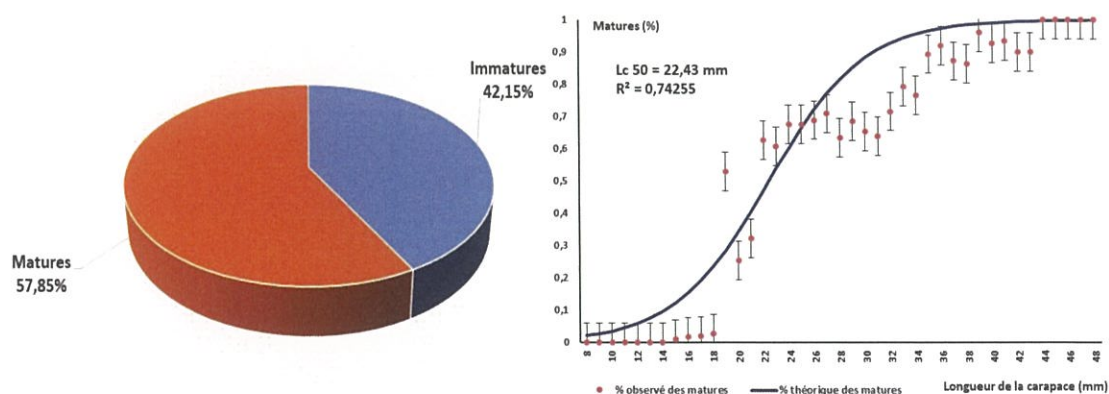 Immatures
42,15%
Matures
57,85%
Matures (%)
Lc 50 = 22,43 mm
R² = 0,74255
1
0,9
0,8
0,7
0,6
0,5
0,4
0,3
0,2
0,1
0
8 10 12 14 16 18 20 22 24 26 28 30 32 34 36 38 40 42 44 46 48
% observé des matures % théorique des matures Longueur de la carapace (mm)